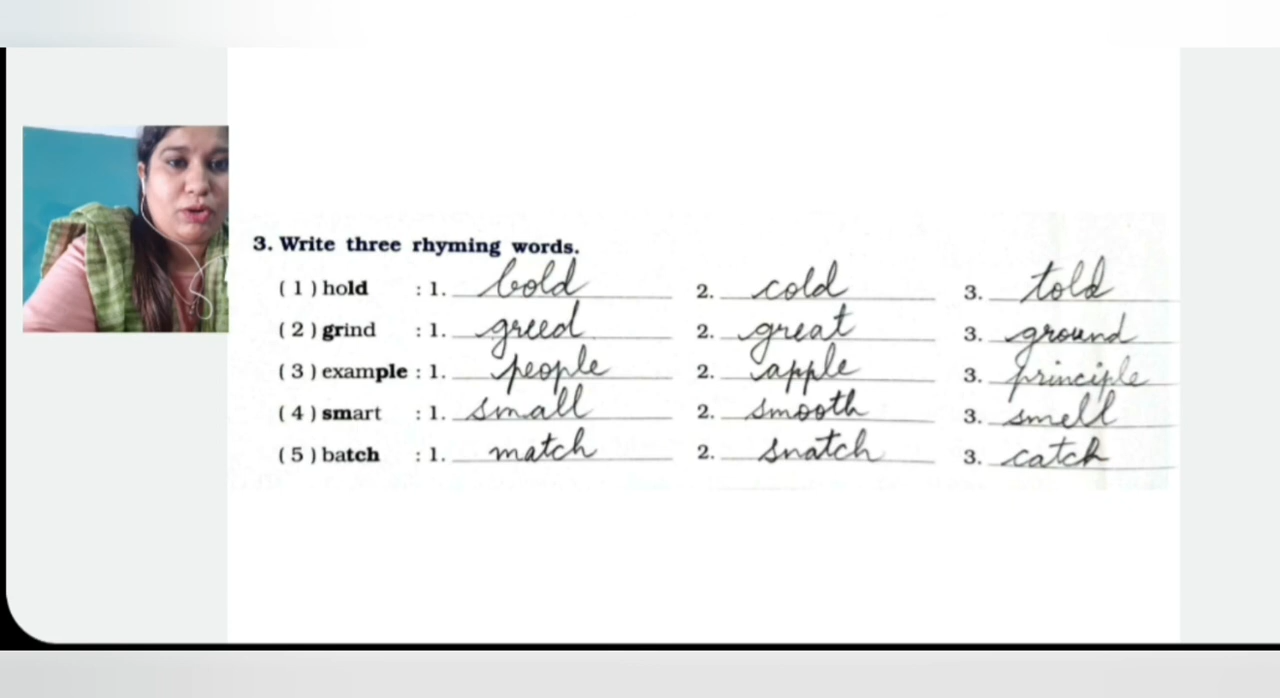 3. Write three rhyming words.
(1) hold : 1. bold 2. cold 3. told
(2) grind : 1. greed 2. great 3. ground
(3) example : 1. people 2. apple 3. principle
(4) smart : 1. small 2. smooth 3. smell
(5) batch : 1. match 2. snatch 3. catch